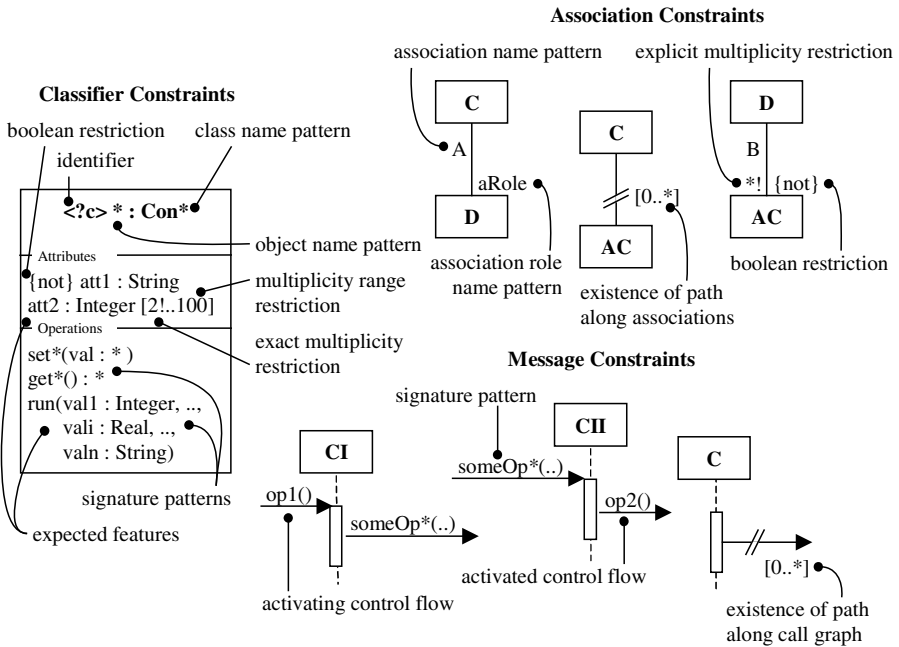 Association Constraints
association name pattern
explicit multiplicity restriction
C
D
C
A
B
aRole
*! {not}
[0..*]
D
AC
AC
association role
name pattern
boolean restriction
existence of path
along associations
Classifier Constraints
boolean restriction
class name pattern
identifier
<?c> * : Con*
object name pattern
Attributes
{not} att1 : String
att2 : Integer [2!..100]
multiplicity range
restriction
Operations
exact multiplicity
restriction
set*(val : * )
get*() : *
run(val1 : Integer, ..,
vali : Real, ..,
valn : String)
signature patterns
expected features
Message Constraints
signature pattern
CI
CII
C
op1()
someOp*(..)
someOp*(..)
op2()
[0..*]
activating control flow
activated control flow
existence of path
along call graph